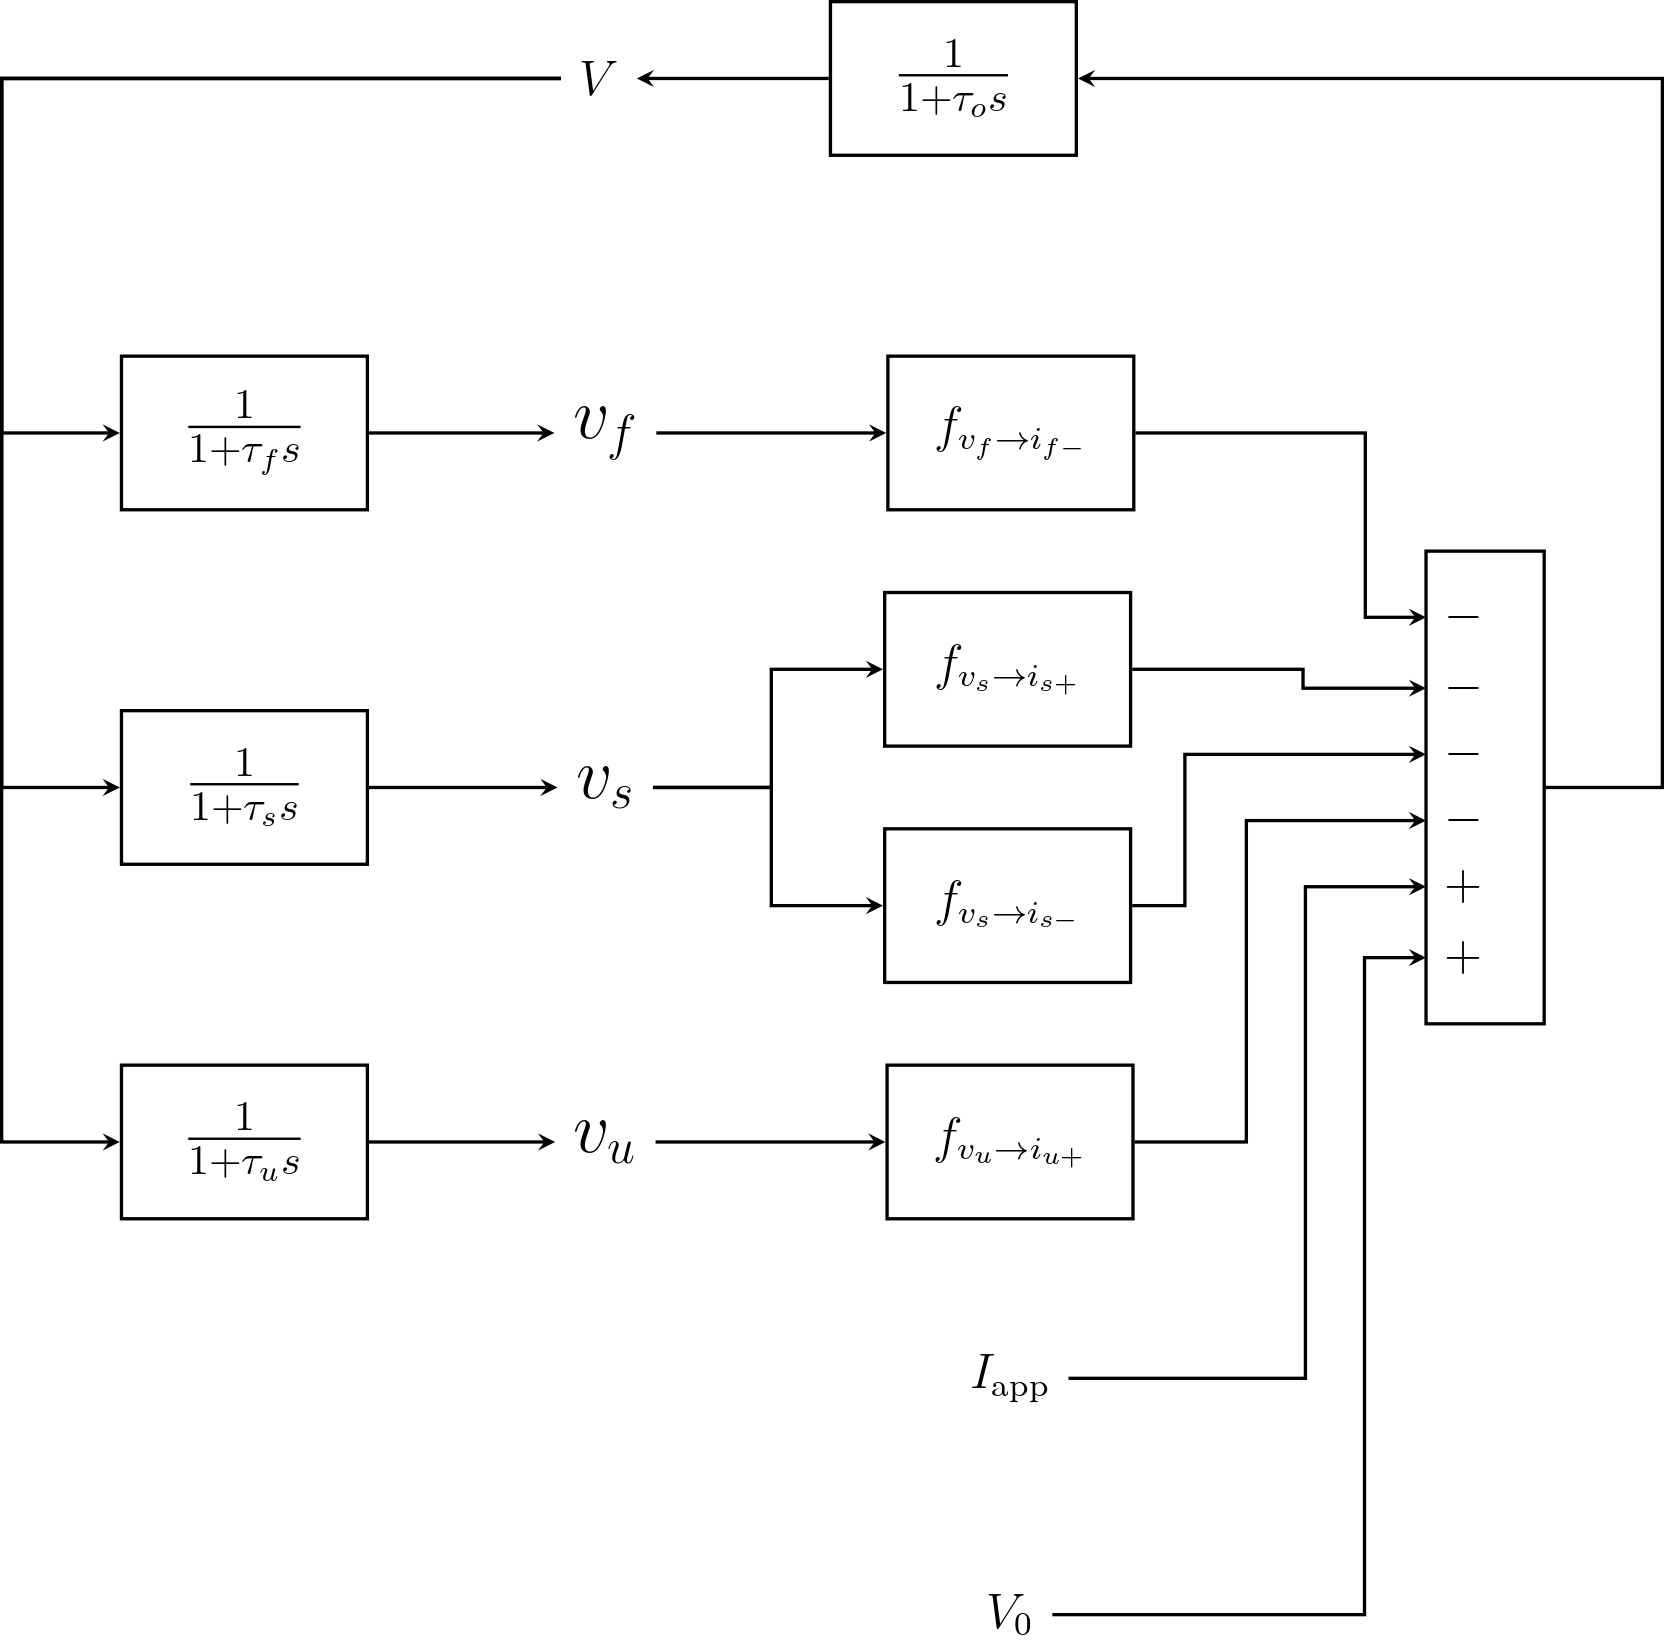 V
1
1+τ_o s
1
1+τ_f s
v_f
f_{v_f→i_{f−}}
−
f_{v_s→i_{s+}}
−
1
1+τ_s s
v_s
−
−
f_{v_s→i_{s−}}
+
+
1
1+τ_u s
v_u
f_{v_u→i_{u+}}
I_app
V_0